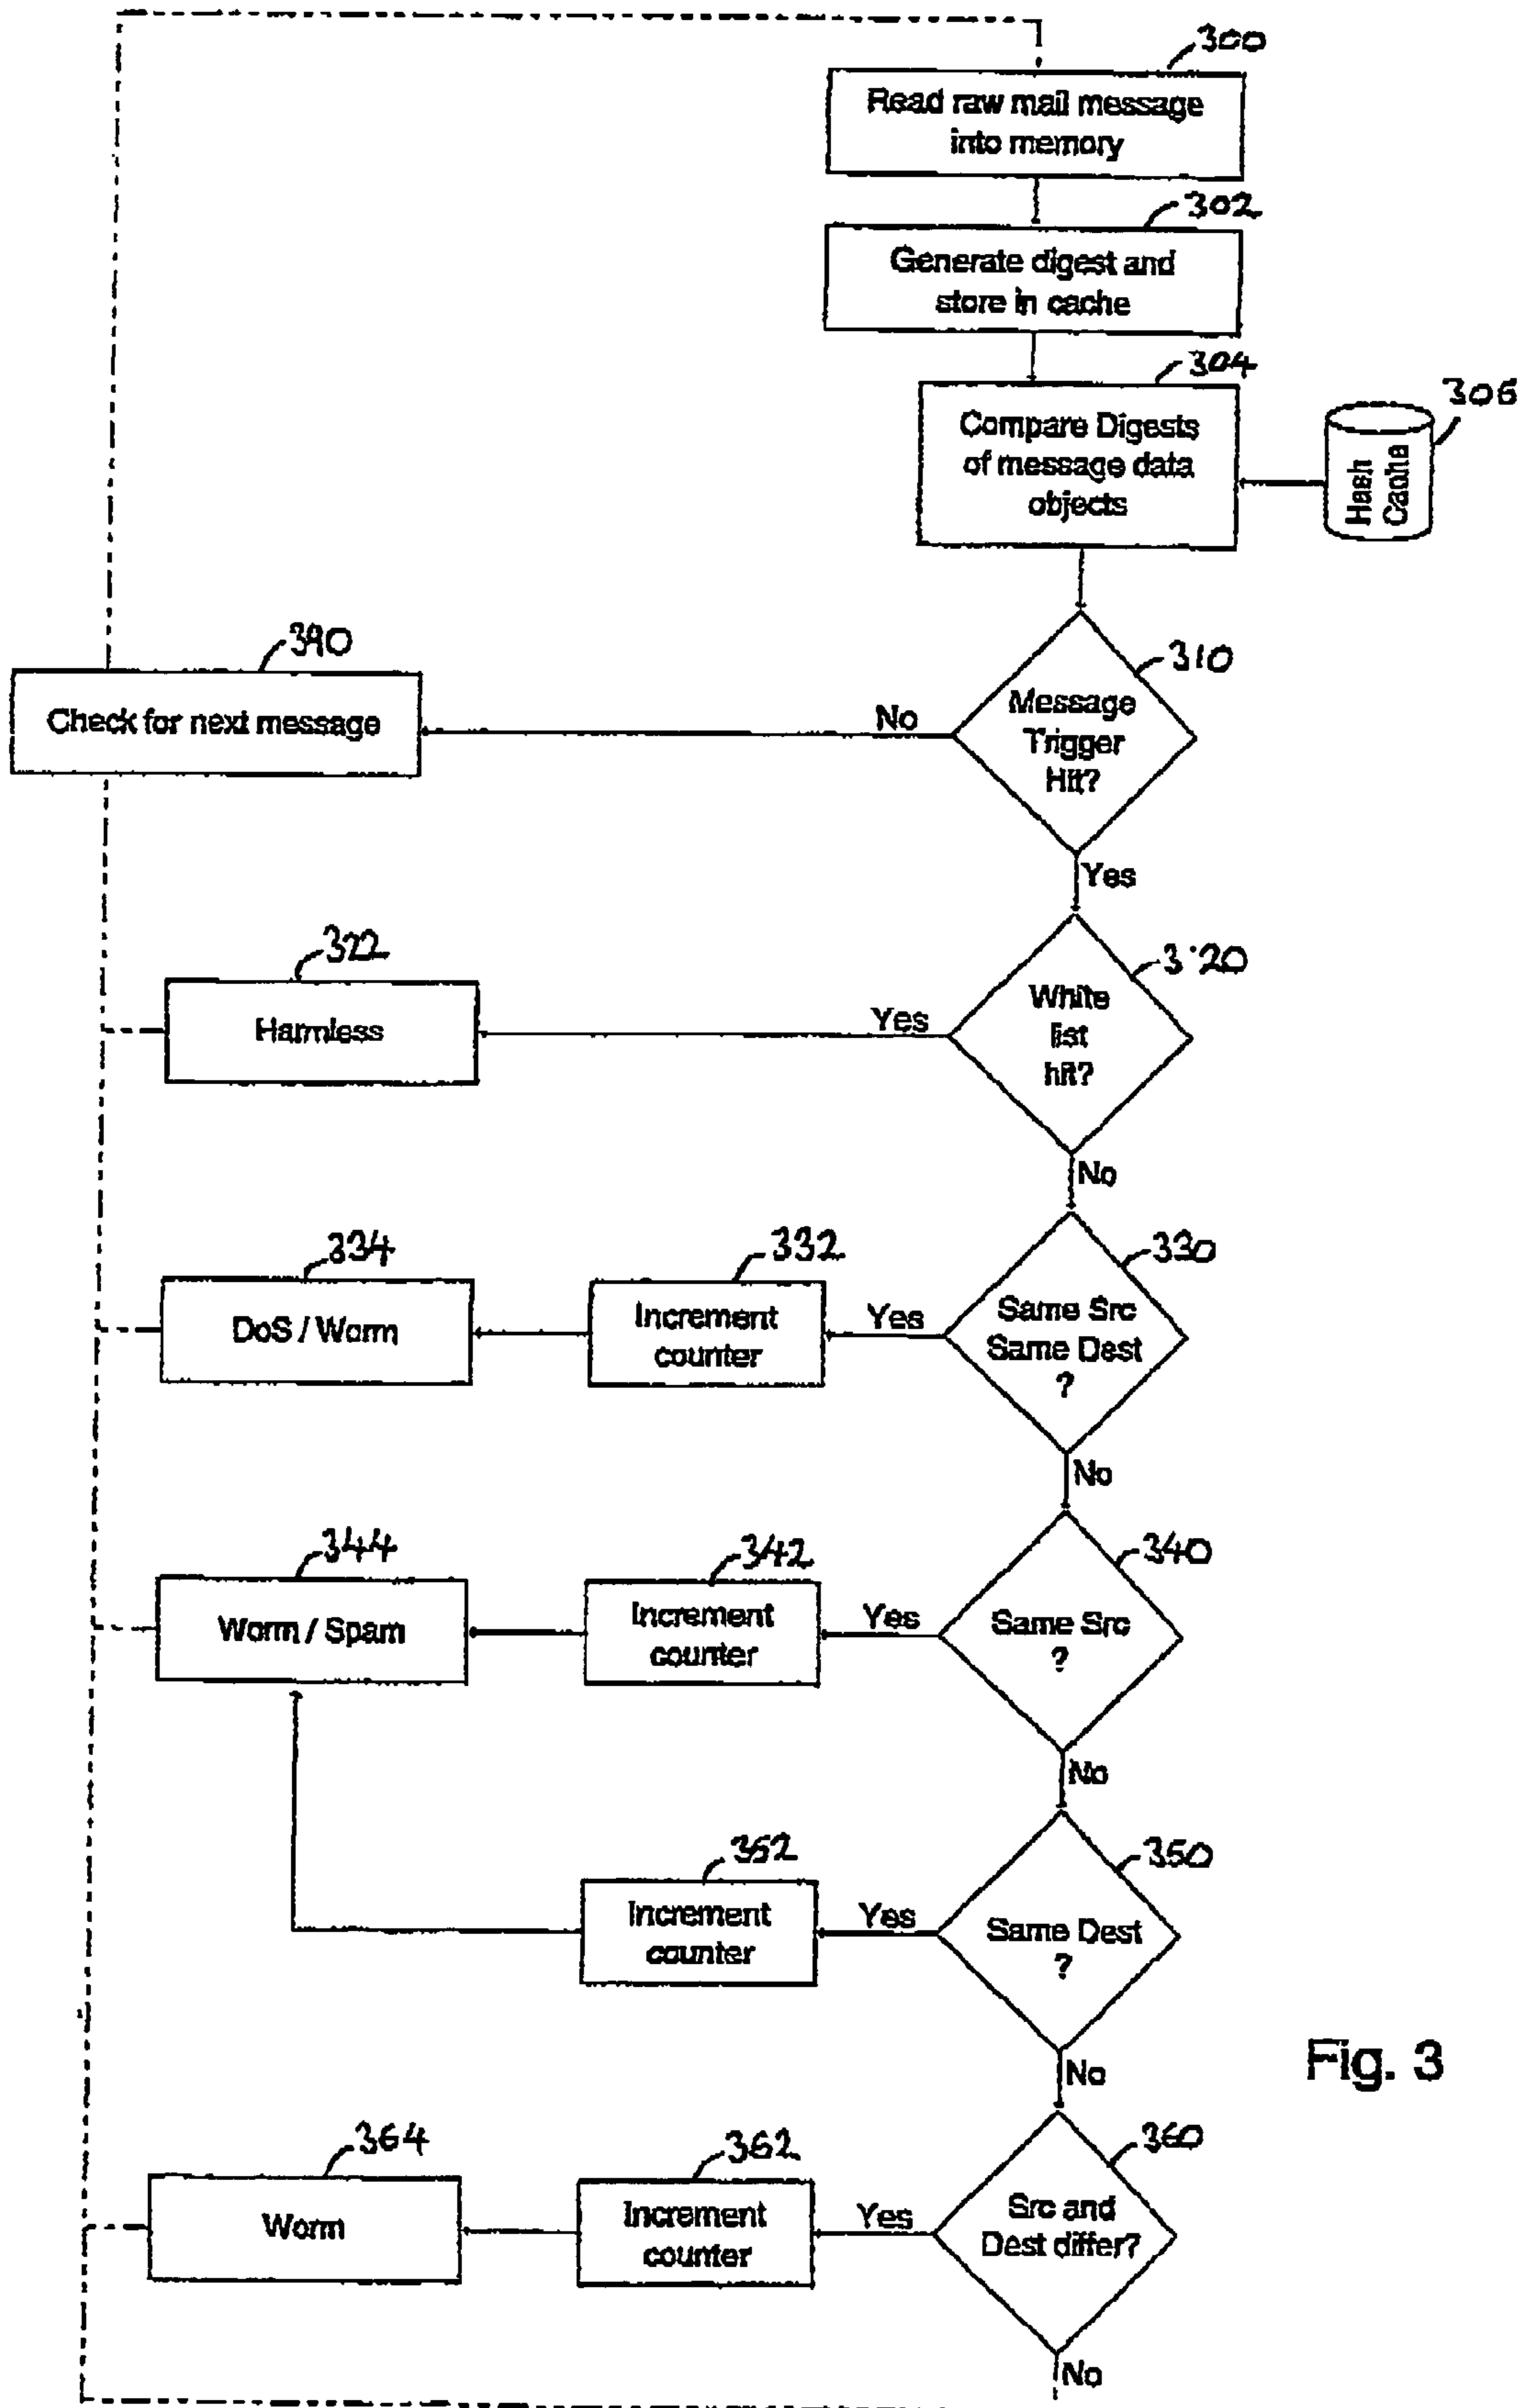 300
Read raw mail message
into memory
302
Generate digest and
store in cache
304
Compare Digests
of message data
objects
306
Hash
Cache
390
Check for next message
No
310
Message
Trigger
Hit?
Yes
322
Harmless
Yes
320
White
list
hit?
No
334
DoS / Worm
332
Increment
counter
Yes
330
Same Src
Same Dest
?
No
344
Worm / Spam
342
Increment
counter
Yes
340
Same Src
?
No
352
Increment
counter
Yes
350
Same Dest
?
No
Fig. 3
364
Worm
362
Increment
counter
Yes
360
Src and
Dest differ?
No